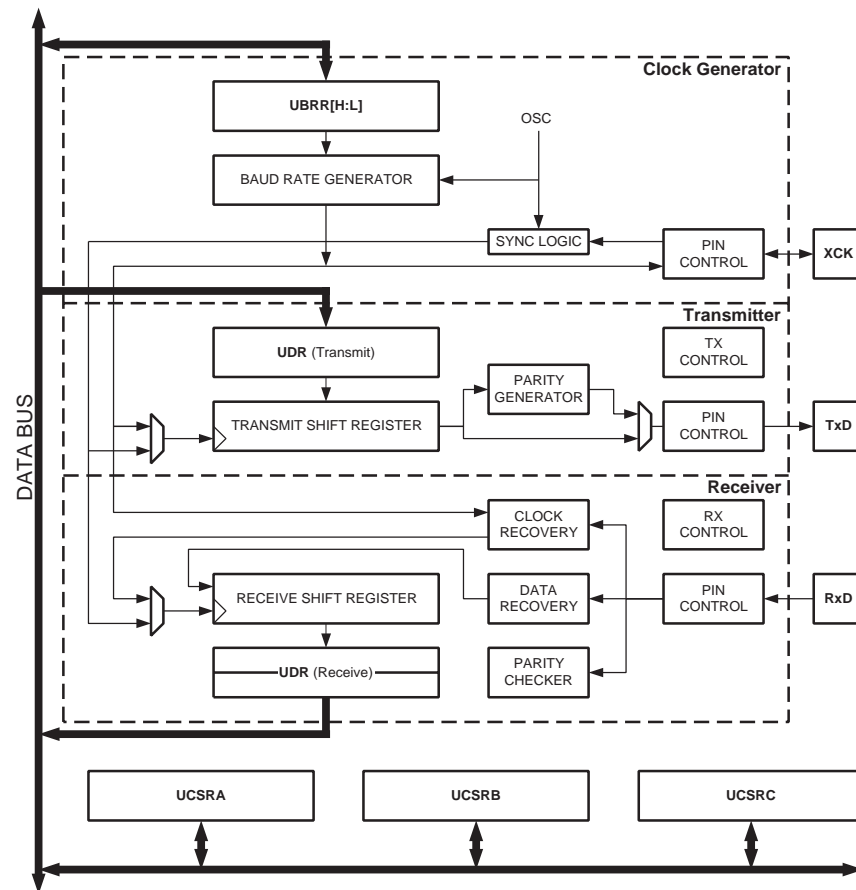 Clock Generator
UBRR[H:L]
OSC
BAUD RATE GENERATOR
SYNC LOGIC
PIN
CONTROL
XCK
Transmitter
UDR (Transmit)
TX
CONTROL
PARITY
GENERATOR
TRANSMIT SHIFT REGISTER
PIN
CONTROL
TxD
DATA BUS
Receiver
CLOCK
RECOVERY
RX
CONTROL
RECEIVE SHIFT REGISTER
DATA
RECOVERY
PIN
CONTROL
RxD
UDR (Receive)
PARITY
CHECKER
UCSRA
UCSRB
UCSRC